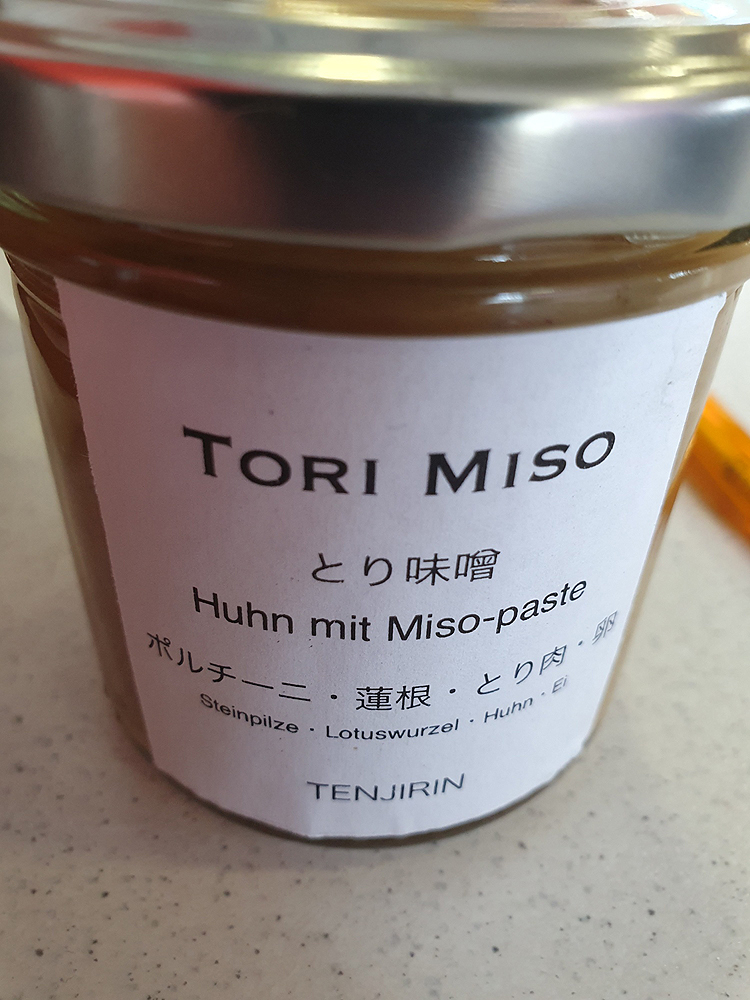 TORI MISO
とり味噌
Huhn mit Miso-paste
ポルチーニ・蓮根・とり肉・卵
Steinpilze · Lotuswurzel · Huhn · Ei
TENJIRIN